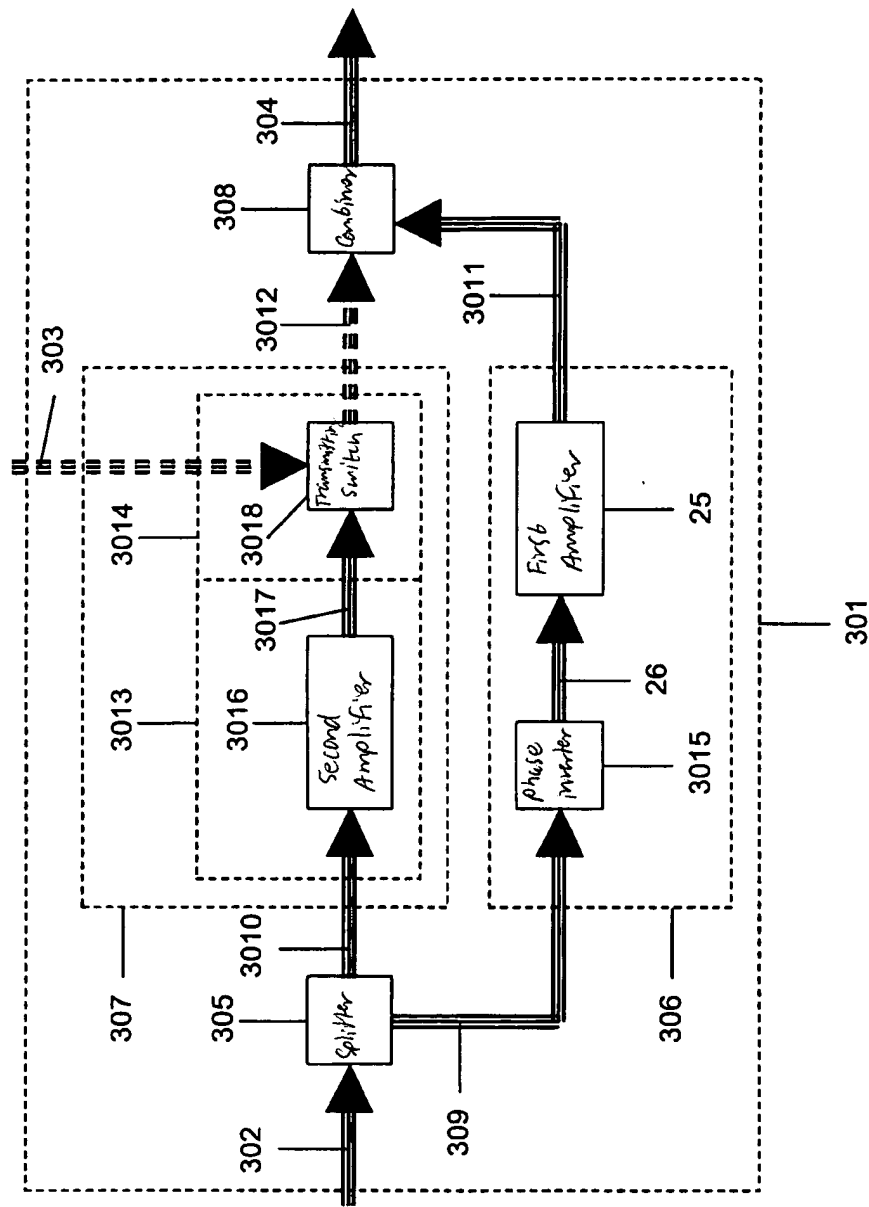 303
304
308
Combiner
3012
3011
3014
3018
Transmitting
Switch
3017
3013
3016
Second
Amplifier
First
Amplifier
25
26
phase
inverter
3015
301
307
3010
305
Splitter
309
306
302